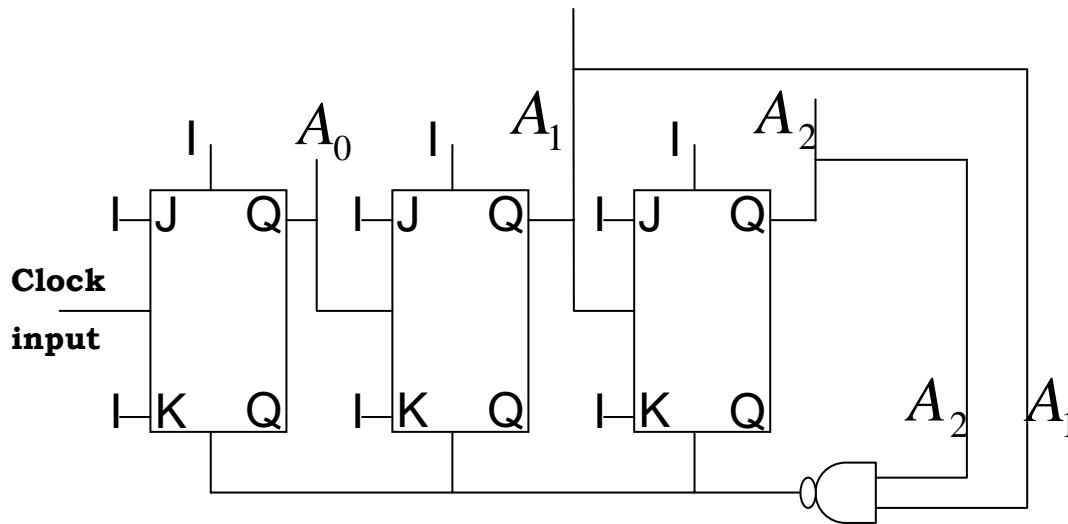 A₁
A₂
A₀
I I I
I J Q I J Q I J Q
Clock
input
I K Q I K Q I K Q
A₂ A₁